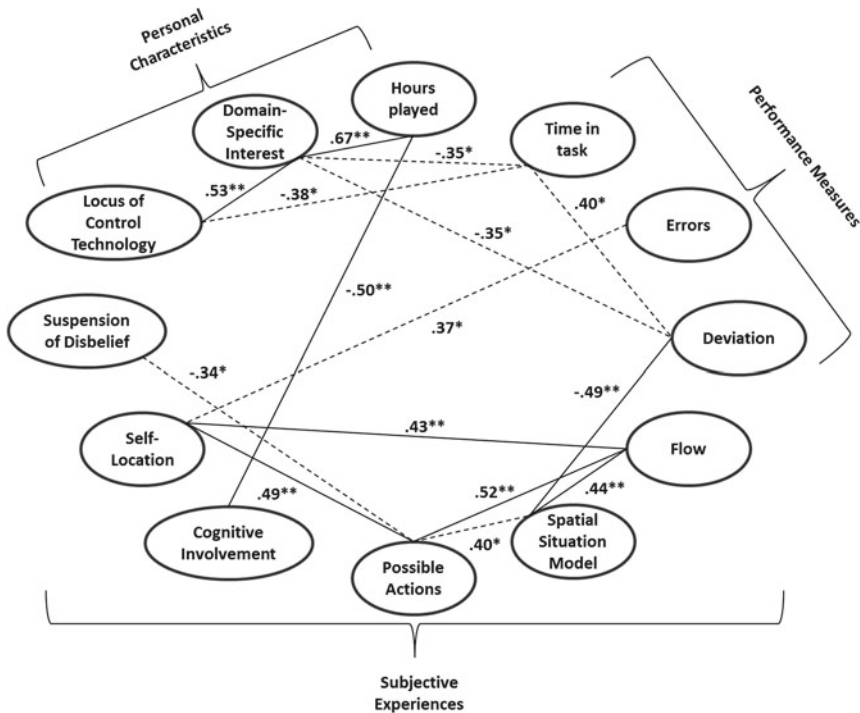 Personal
Characteristics
Hours
played
Domain-
Specific
Interest
.67**
Time in
task
Performance Measures
-.35*
.53**
-.38*
.40*
Locus of
Control
Technology
Errors
-.35*
-.50**
Suspension
of Disbelief
.37*
Deviation
-.34*
-.49**
.43**
Self-
Location
Flow
.49**
.52**
.44**
Cognitive
Involvement
.40*
Spatial
Situation
Model
Possible
Actions
Subjective
Experiences